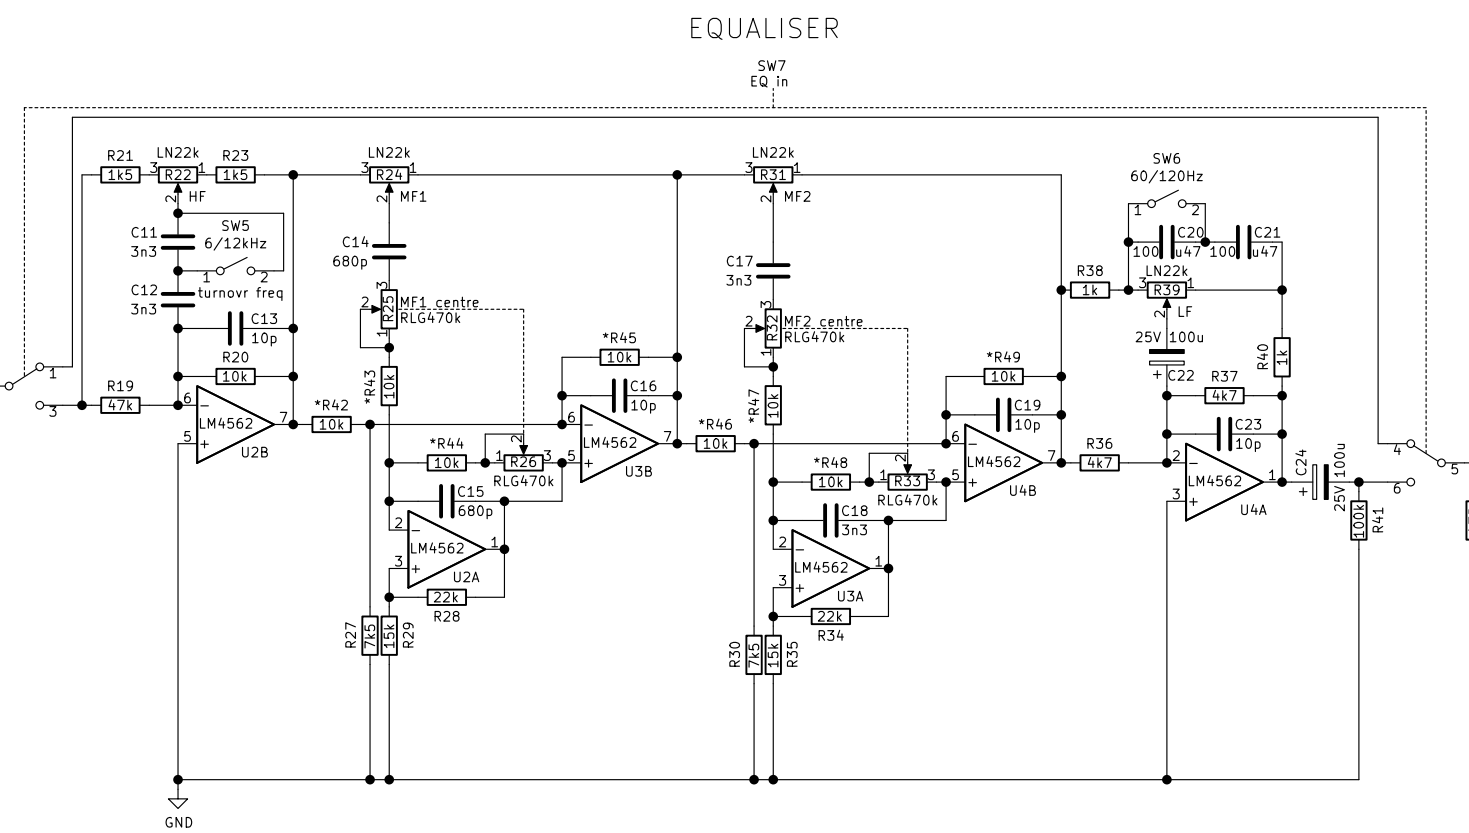 EQUALISER
SW7
EQ in
R21
1k5
LN22k
3 R22 1
2 HF
R23
1k5
C11
3n3
SW5
6/12kHz
1 2
turnovr freq
C12
3n3
C13
10p
R20
10k
1
3
R19
47k
6
5
LM4562
7
U2B
*R42
10k
LN22k
3 R24 1
2 MF1
C14
680p
3
2 R25
1
MF1 centre
RLG470k
*R43
10k
*R44
10k
2
1 R26 3
RLG470k
C15
680p
2
3
LM4562
1
U2A
22k
R28
R27
7k5
15k
R29
*R45
10k
C16
10p
6
5
LM4562
7
U3B
*R46
10k
LN22k
3 R31 1
2 MF2
C17
3n3
3
2 R32
1
MF2 centre
RLG470k
*R47
10k
*R48
10k
2
1 R33 3
RLG470k
C18
3n3
2
3
LM4562
1
U3A
22k
R34
R30
7k5
15k
R35
*R49
10k
C19
10p
6
5
LM4562
7
U4B
R38
1k
SW6
60/120Hz
1 2
C20
100 u47
C21
100 u47
LN22k
3 R39 1
2 LF
25V 100u
+ C22
R40
1k
R37
4k7
C23
10p
R36
4k7
2
3
LM4562
1
U4A
C24
25V 100u
+
100k
R41
4
5
6
GND